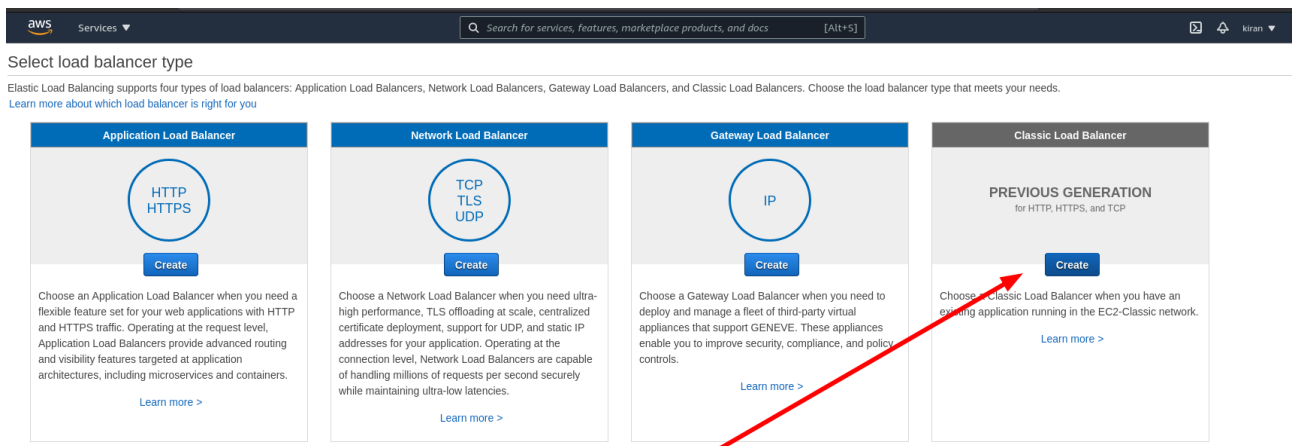 aws Services ▼ Search for services, features, marketplace products, and docs [Alt+S] kiran ▼
Select load balancer type
Elastic Load Balancing supports four types of load balancers: Application Load Balancers, Network Load Balancers, Gateway Load Balancers, and Classic Load Balancers. Choose the load balancer type that meets your needs.
Learn more about which load balancer is right for you
Application Load Balancer
HTTP
HTTPS
Create
Choose an Application Load Balancer when you need a
flexible feature set for your web applications with HTTP
and HTTPS traffic. Operating at the request level,
Application Load Balancers provide advanced routing
and visibility features targeted at application
architectures, including microservices and containers.
Learn more >
Network Load Balancer
TCP
TLS
UDP
Create
Choose a Network Load Balancer when you need ultra-
high performance, TLS offloading at scale, centralized
certificate deployment, support for UDP, and static IP
addresses for your application. Operating at the
connection level, Network Load Balancers are capable
of handling millions of requests per second securely
while maintaining ultra-low latencies.
Learn more >
Gateway Load Balancer
IP
Create
Choose a Gateway Load Balancer when you need to
deploy and manage a fleet of third-party virtual
appliances that support GENEVE. These appliances
enable you to improve security, compliance, and policy
controls.
Learn more >
Classic Load Balancer
PREVIOUS GENERATION
for HTTP, HTTPS, and TCP
Create
Choose a Classic Load Balancer when you have an
existing application running in the EC2-Classic network.
Learn more >